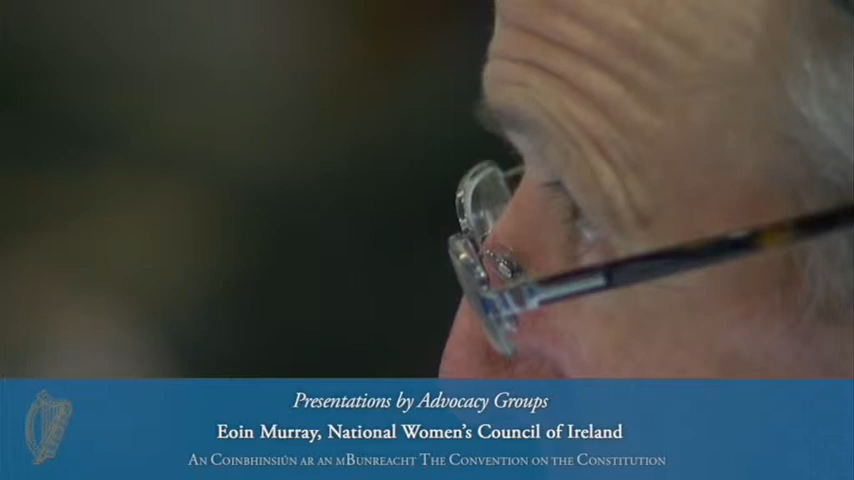 Presentations by Advocacy Groups
Eoin Murray, National Women's Council of Ireland
An Coinbhinsiún ar an mBunreacht The Convention on the Constitution